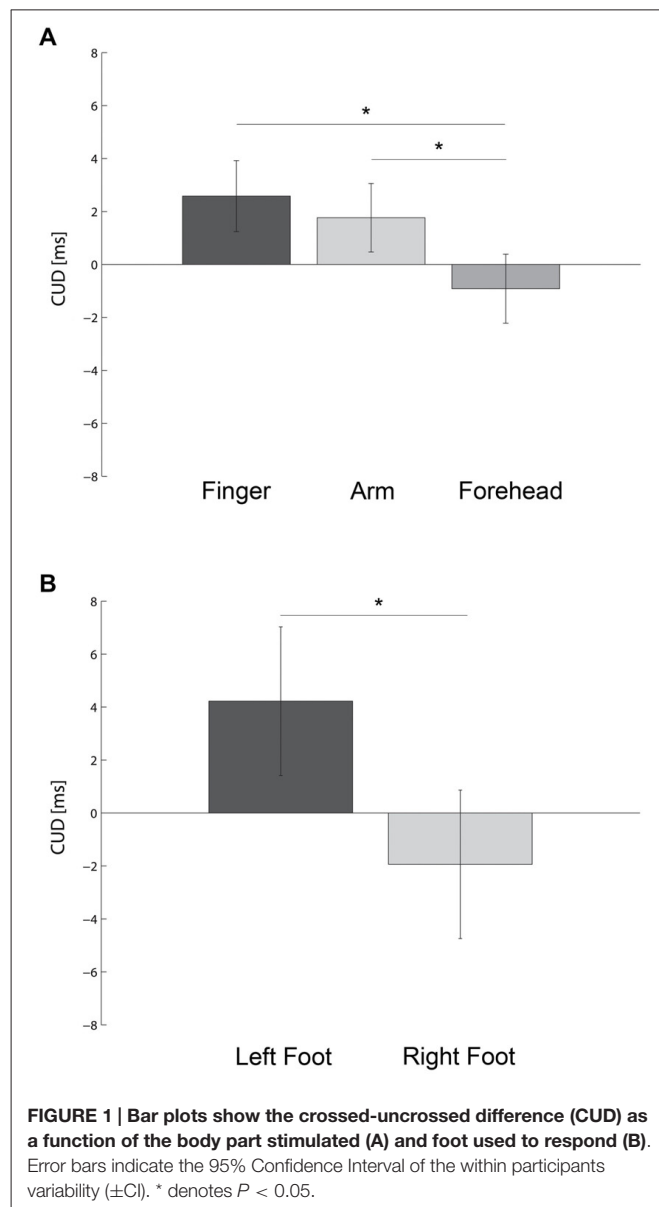 A
8
6
4
2
0
−2
−4
−6
−8
CUD [ms]
*
*
Finger Arm Forehead
B
8
6
4
2
0
−2
−4
−6
−8
CUD [ms]
*
Left Foot Right Foot
FIGURE 1 | Bar plots show the crossed-uncrossed difference (CUD) as
a function of the body part stimulated (A) and foot used to respond (B).
Error bars indicate the 95% Confidence Interval of the within participants
variability (±CI). * denotes P < 0.05.